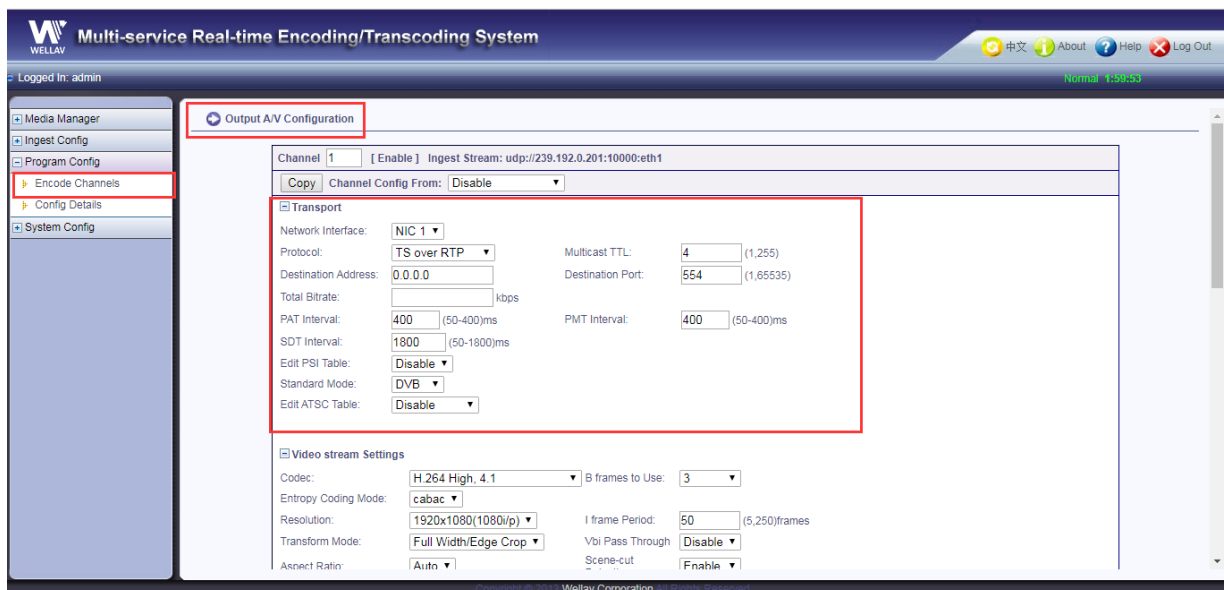 WELLAV
Multi-service Real-time Encoding/Transcoding System
中文 About Help Log Out
Logged In: admin
Normal 1:59:53
Media Manager
Ingest Config
Program Config
Encode Channels
Config Details
System Config
Output A/V Configuration
Channel 1 [ Enable ] Ingest Stream: udp://239.192.0.201:10000:eth1
Copy Channel Config From: Disable
Transport
Network Interface: NIC 1
Protocol: TS over RTP Multicast TTL: 4 (1,255)
Destination Address: 0.0.0.0 Destination Port: 554 (1,65535)
Total Bitrate: kbps
PAT Interval: 400 (50-400)ms PMT Interval: 400 (50-400)ms
SDT Interval: 1800 (50-1800)ms
Edit PSI Table: Disable
Standard Mode: DVB
Edit ATSC Table: Disable
Video stream Settings
Codec: H.264 High, 4.1 B frames to Use: 3
Entropy Coding Mode: cabac
Resolution: 1920x1080(1080i/p) I frame Period: 50 (5,250)frames
Transform Mode: Full Width/Edge Crop Vbi Pass Through Disable
Aspect Ratio: Auto Scene-cut Enable
Wellav Corporation All Rights Reserved